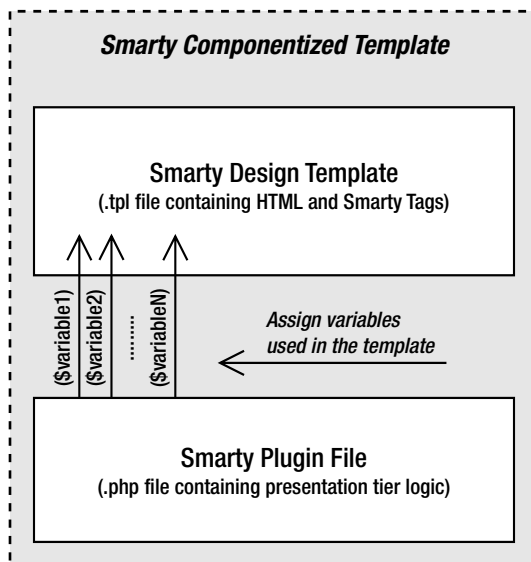 Smarty Componentized Template
Smarty Design Template
(.tpl file containing HTML and Smarty Tags)
($variable1)
($variable2)
..........
($variableN)
Assign variables
used in the template
Smarty Plugin File
(.php file containing presentation tier logic)